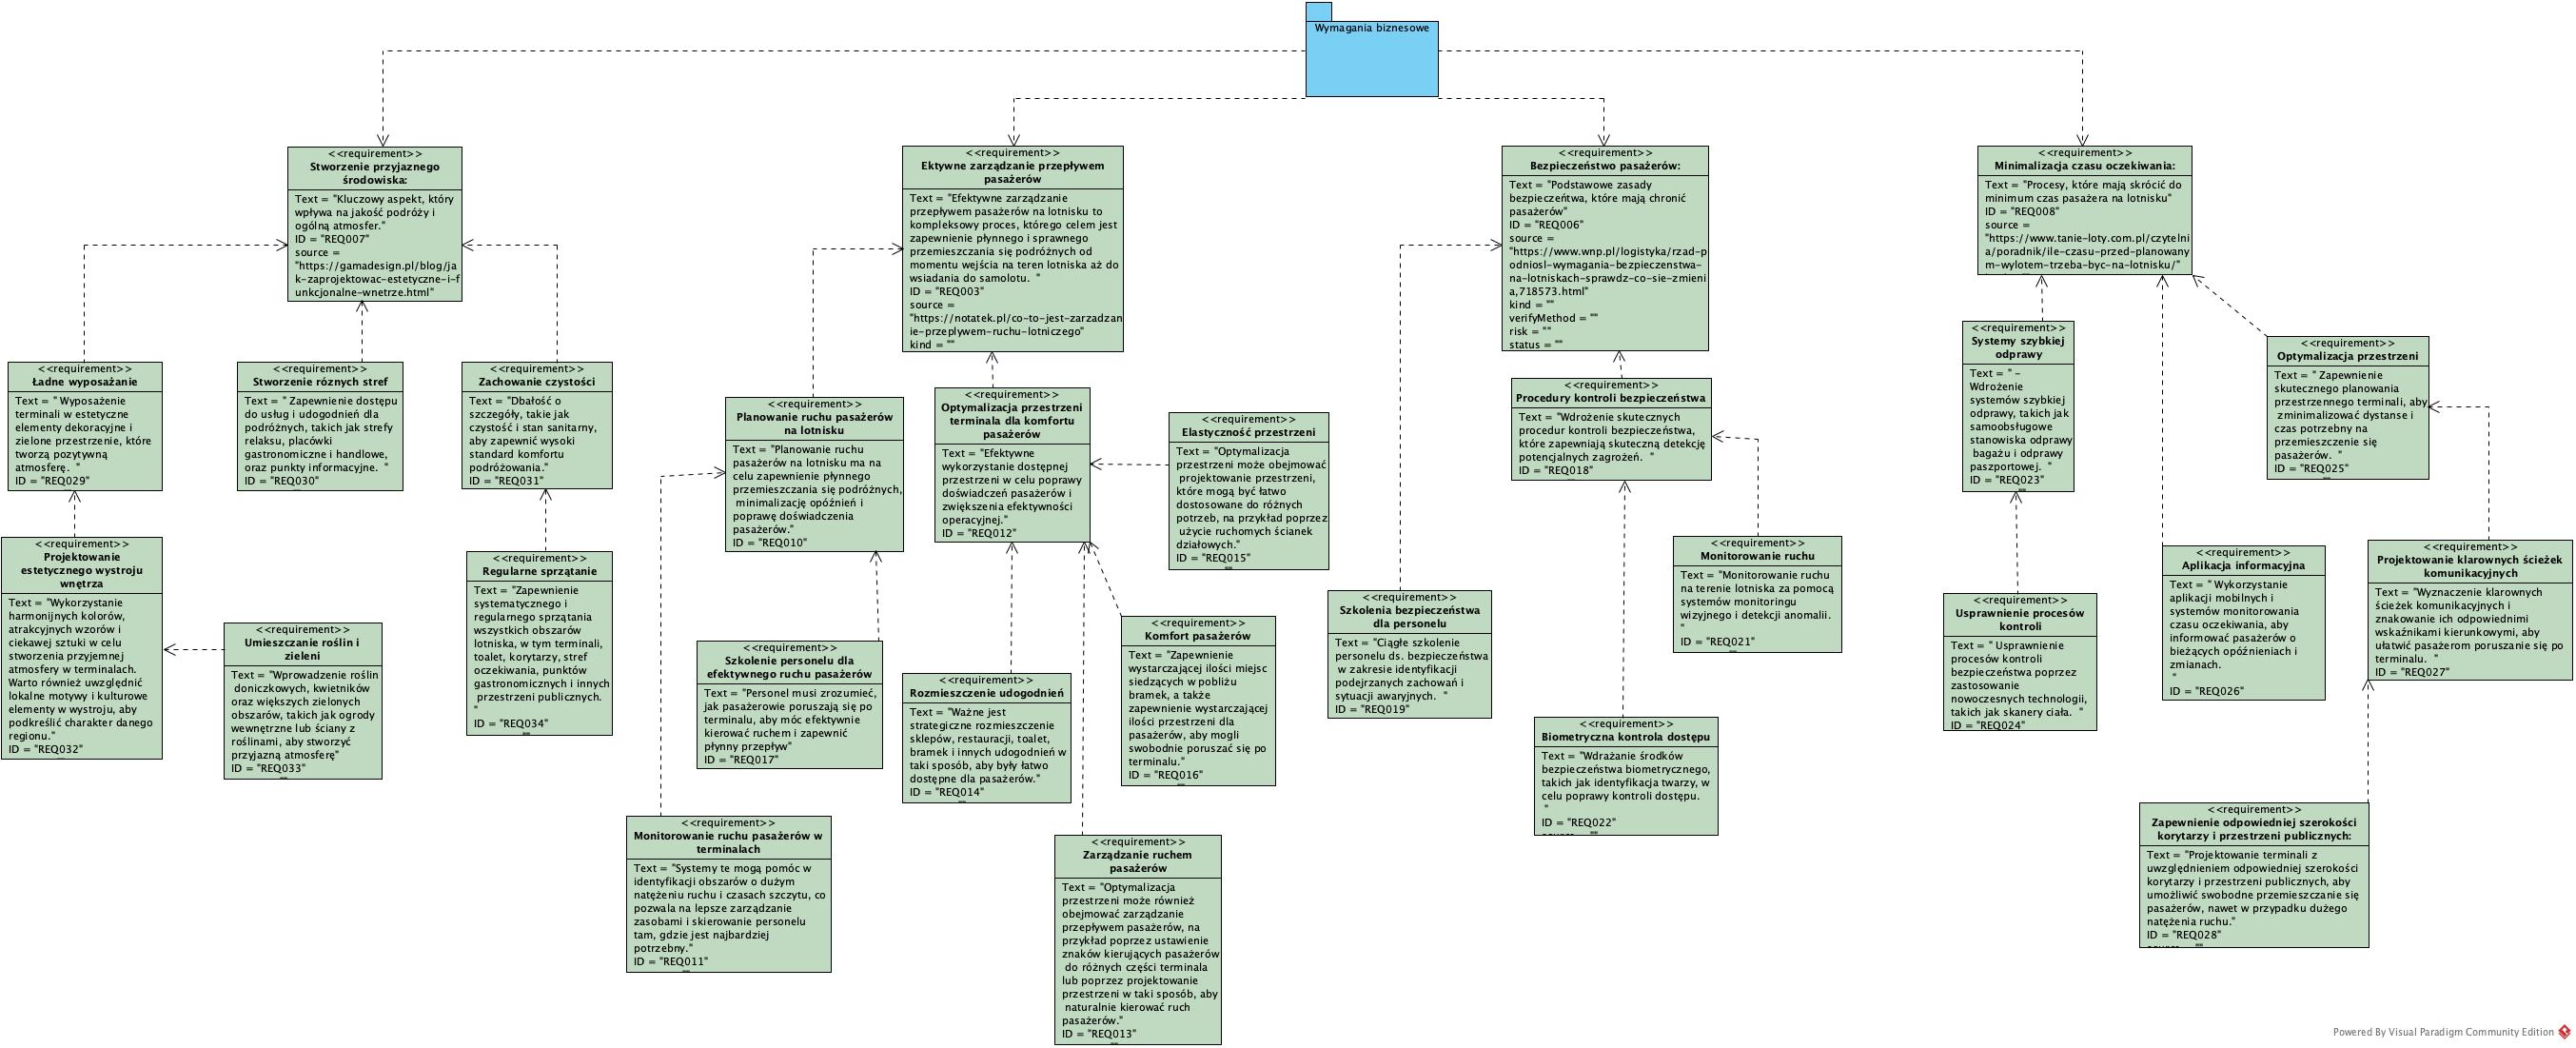 Wymagania biznesowe
<<requirement>>
Stworzenie przyjaznego
środowiska:
Text = "Kluczowy aspekt, który
wpływa na jakość podróży i
ogólną atmosfer."
ID = "REQ007"
source =
"https://gamadesign.pl/blog/ja
k-zaprojektowac-estetyczne-i-f
unkcjonalne-wnetrze.html"
<<requirement>>
Ektywne zarządzanie przepływem
pasażerów
Text = "Efektywne zarządzanie
przepływem pasażerów na lotnisku to
kompleksowy proces, którego celem jest
zapewnienie płynnego i sprawnego
przemieszczania się podróżnych od
momentu wejścia na teren lotniska aż do
wsiadania do samolotu.  "
ID = "REQ003"
source =
"https://notatek.pl/co-to-jest-zarzadzan
ie-przeplywem-ruchu-lotniczego"
kind = ""
<<requirement>>
Bezpieczeństwo pasażerów:
Text = "Podstawowe zasady
bezpieczeńtwa, które mają chronić
pasażerów"
ID = "REQ006"
source =
"https://www.wnp.pl/logistyka/rzad-p
odniosl-wymagania-bezpieczenstwa-
na-lotniskach-sprawdz-co-sie-zmieni
a,718573.html"
kind = ""
verifyMethod = ""
risk = ""
status = ""
<<requirement>>
Minimalizacja czasu oczekiwania:
Text = "Procesy, które mają skrócić do
minimum czas pasażera na lotnisku"
ID = "REQ008"
source =
"https://www.tanie-loty.com.pl/czytelni
a/poradnik/ile-czasu-przed-planowany
m-wylotem-trzeba-byc-na-lotnisku/"
<<requirement>>
Ładne wyposażanie
Text = " Wyposażenie
terminali w estetyczne
elementy dekoracyjne i
zielone przestrzenie, które
tworzą pozytywną
atmosferę.  "
ID = "REQ029"
<<requirement>>
Stworzenie róznych stref
Text = " Zapewnienie dostępu
do usług i udogodnień dla
podróżnych, takich jak strefy
relaksu, placówki
gastronomiczne i handlowe,
oraz punkty informacyjne.  "
ID = "REQ030"
<<requirement>>
Zachowanie czystości
Text = "Dbałość o
szczegóły, takie jak
czystość i stan sanitarny,
aby zapewnić wysoki
standard komfortu
podróżowania."
ID = "REQ031"
<<requirement>>
Planowanie ruchu pasażerów
na lotnisku
Text = "Planowanie ruchu
pasażerów na lotnisku ma na
celu zapewnienie płynnego
przemieszczania się podróżnych,
minimalizację opóźnień i
poprawę doświadczenia
pasażerów."
ID = "REQ010"
<<requirement>>
Optymalizacja przestrzeni
terminala dla komfortu
pasażerów
Text = "Efektywne
wykorzystanie dostępnej
przestrzeni w celu poprawy
doświadczeń pasażerów i
zwiększenia efektywności
operacyjnej."
ID = "REQ012"
<<requirement>>
Elastyczność przestrzeni
Text = "Optymalizacja
przestrzeni może obejmować
projektowanie przestrzeni,
które mogą być łatwo
dostosowane do różnych
potrzeb, na przykład poprzez
użycie ruchomych ścianek
działowych."
ID = "REQ015"
<<requirement>>
Procedury kontroli bezpieczeństwa
Text = "Wdrożenie skutecznych
procedur kontroli bezpieczeństwa,
które zapewniają skuteczną detekcję
potencjalnych zagrożeń.  "
ID = "REQ018"
<<requirement>>
Systemy szybkiej
odprawy
Text = " -
Wdrożenie
systemów szybkiej
odprawy, takich jak
samoobsługowe
stanowiska odprawy
bagażu i odprawy
paszportowej.  "
ID = "REQ023"
<<requirement>>
Optymalizacja przestrzeni
Text = " Zapewnienie
skutecznego planowania
przestrzennego terminali, aby
zminimalizować dystanse i
czas potrzebny na
przemieszczenie się
pasażerów.  "
ID = "REQ025"
<<requirement>>
Projektowanie
estetycznego wystroju
wnętrza
Text = "Wykorzystanie
harmonijnych kolorów,
atrakcyjnych wzorów i
ciekawej sztuki w celu
stworzenia przyjemnej
atmosfery w terminalach.
Warto również uwzględnić
lokalne motywy i kulturowe
elementy w wystroju, aby
podkreślić charakter danego
regionu."
ID = "REQ032"
<<requirement>>
Umieszczanie roślin i
zieleni
Text = "Wprowadzenie roślin
doniczkowych, kwietników
oraz większych zielonych
obszarów, takich jak ogrody
wewnętrzne lub ściany z
roślinami, aby stworzyć
przyjazną atmosferę"
ID = "REQ033"
<<requirement>>
Regularne sprzątanie
Text = "Zapewnienie
systematycznego i
regularnego sprzątania
wszystkich obszarów
lotniska, w tym terminali,
toalet, korytarzy, stref
oczekiwania, punktów
gastronomicznych i innych
przestrzeni publicznych.
"
ID = "REQ034"
<<requirement>>
Szkolenie personelu dla
efektywnego ruchu pasażerów
Text = "Personel musi zrozumieć,
jak pasażerowie poruszają się po
terminalu, aby móc efektywnie
kierować ruchem i zapewnić
płynny przepływ"
ID = "REQ017"
<<requirement>>
Rozmieszczenie udogodnień
Text = "Ważne jest
strategiczne rozmieszczenie
sklepów, restauracji, toalet,
bramek i innych udogodnień w
taki sposób, aby były łatwo
dostępne dla pasażerów."
ID = "REQ014"
<<requirement>>
Komfort pasażerów
Text = "Zapewnienie
wystarczającej ilości miejsc
siedzących w pobliżu
bramek, a także
zapewnienie wystarczającej
ilości przestrzeni dla
pasażerów, aby mogli
swobodnie poruszać się po
terminalu."
ID = "REQ016"
<<requirement>>
Szkolenia bezpieczeństwa
dla personelu
Text = "Ciągłe szkolenie
personelu ds. bezpieczeństwa
w zakresie identyfikacji
podejrzanych zachowań i
sytuacji awaryjnych.  "
ID = "REQ019"
<<requirement>>
Monitorowanie ruchu
Text = "Monitorowanie ruchu
na terenie lotniska za pomocą
systemów monitoringu
wizyjnego i detekcji anomalii.
"
ID = "REQ021"
<<requirement>>
Usprawnienie procesów
kontroli
Text = " Usprawnienie
procesów kontroli
bezpieczeństwa poprzez
zastosowanie
nowoczesnych technologii,
takich jak skanery ciała.  "
ID = "REQ024"
<<requirement>>
Aplikacja informacyjna
Text = " Wykorzystanie
aplikacji mobilnych i
systemów monitorowania
czasu oczekiwania, aby
informować pasażerów o
bieżących opóźnieniach i
zmianach.
"
ID = "REQ026"
<<requirement>>
Projektowanie klarownych ścieżek
komunikacyjnych
Text = "Wyznaczenie klarownych
ścieżek komunikacyjnych i
znakowanie ich odpowiednimi
wskaźnikami kierunkowymi, aby
ułatwić pasażerom poruszanie się po
terminalu.  "
ID = "REQ027"
<<requirement>>
Monitorowanie ruchu pasażerów w
terminalach
Text = "Systemy te mogą pomóc w
identyfikacji obszarów o dużym
natężeniu ruchu i czasach szczytu, co
pozwala na lepsze zarządzanie
zasobami i skierowanie personelu
tam, gdzie jest najbardziej
potrzebny."
ID = "REQ011"
<<requirement>>
Zarządzanie ruchem
pasażerów
Text = "Optymalizacja
przestrzeni może również
obejmować zarządzanie
przepływem pasażerów, na
przykład poprzez ustawienie
znaków kierujących pasażerów
do różnych części terminala
lub poprzez projektowanie
przestrzeni w taki sposób, aby
naturalnie kierować ruch
pasażerów."
ID = "REQ013"
<<requirement>>
Biometryczna kontrola dostępu
Text = "Wdrażanie środków
bezpieczeństwa biometrycznego,
takich jak identyfikacja twarzy, w
celu poprawy kontroli dostępu.
"
ID = "REQ022"
<<requirement>>
Zapewnienie odpowiedniej szerokości
korytarzy i przestrzeni publicznych:
Text = "Projektowanie terminali z
uwzględnieniem odpowiedniej szerokości
korytarzy i przestrzeni publicznych, aby
umożliwić swobodne przemieszczanie się
pasażerów, nawet w przypadku dużego
natężenia ruchu."
ID = "REQ028"
Powered By Visual Paradigm Community Edition